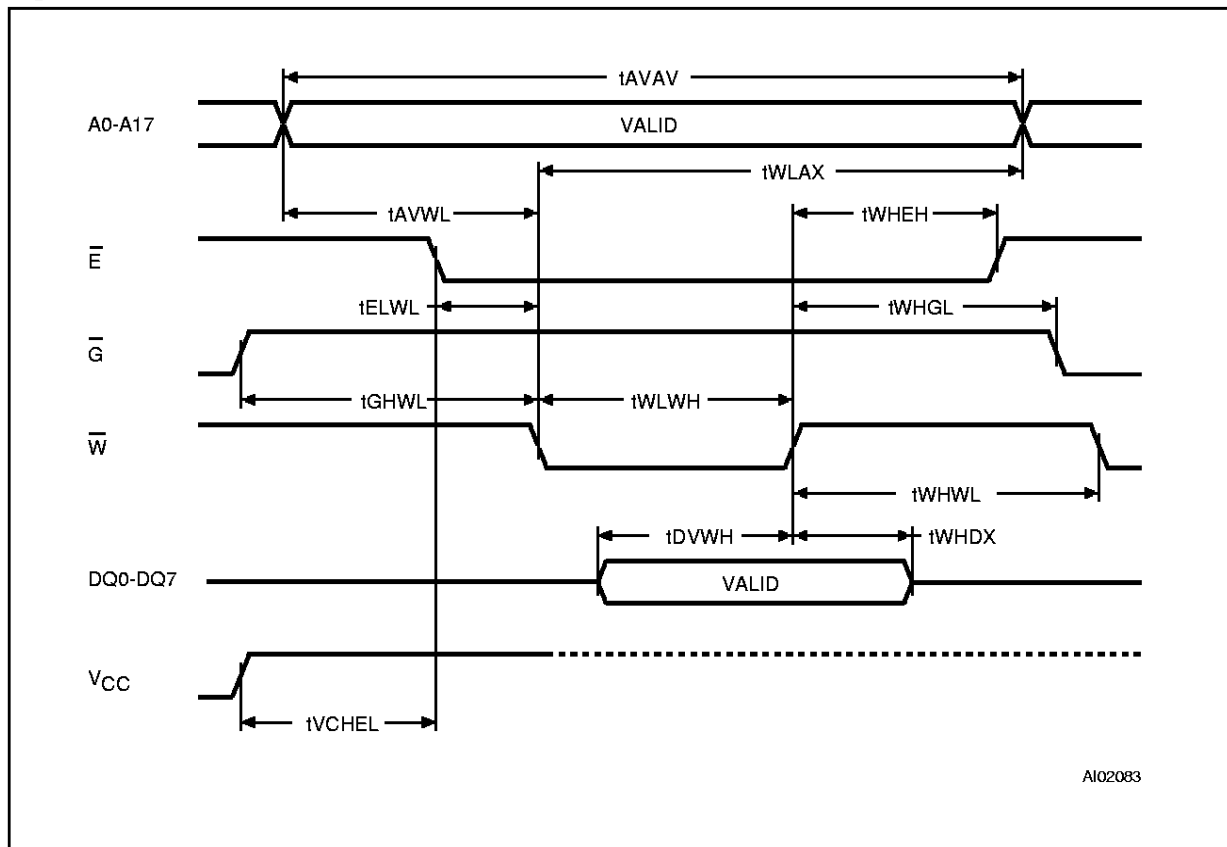 tAVAV
A0-A17
VALID
tWLAX
tAVWL
tWHEH
E̅
tELWL
tWHGL
G̅
tGHWL
tWLWH
W̅
tWHWL
tDVWH
tWHDX
DQ0-DQ7
VALID
VCC
tVCHEL
AI02083